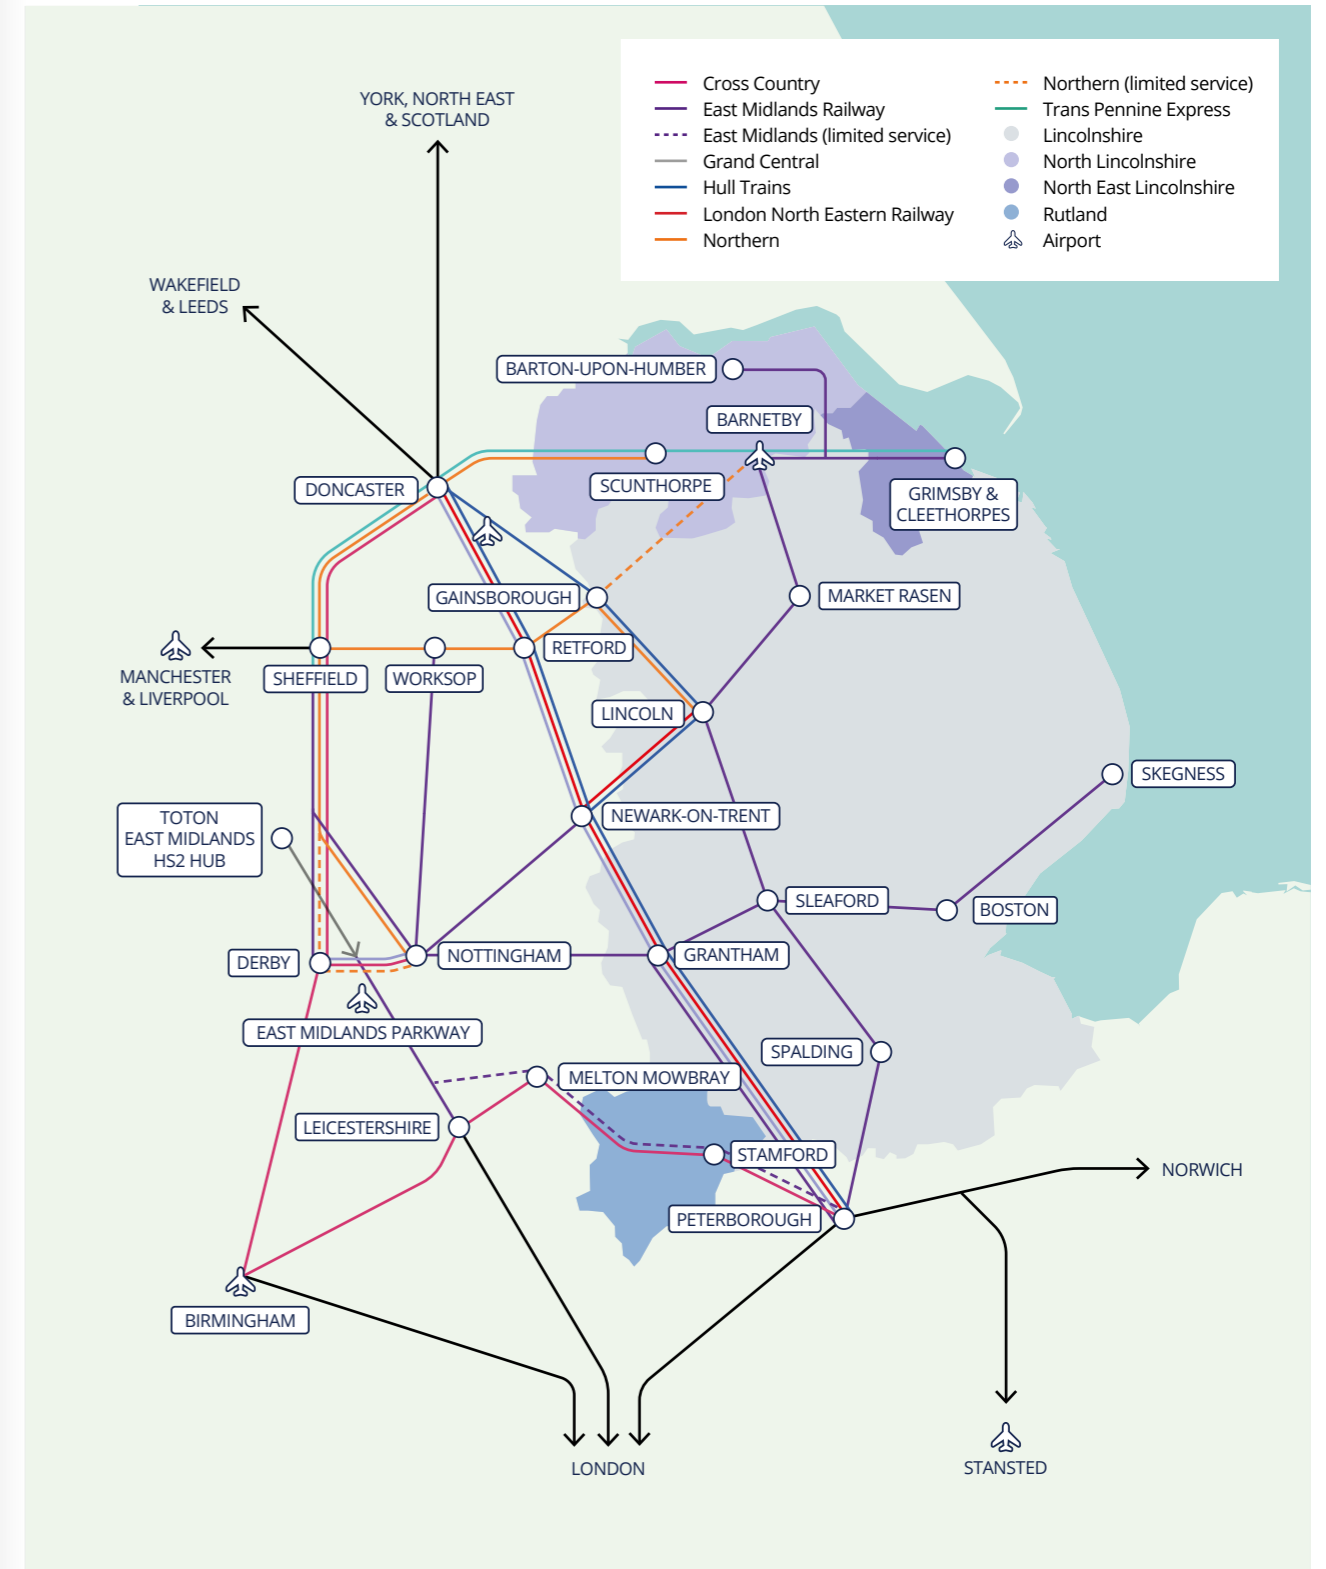 Cross Country
East Midlands Railway
East Midlands (limited service)
Grand Central
Hull Trains
London North Eastern Railway
Northern
Northern (limited service)
Trans Pennine Express
Lincolnshire
North Lincolnshire
North East Lincolnshire
Rutland
Airport
YORK, NORTH EAST
& SCOTLAND
WAKEFIELD
& LEEDS
BARTON-UPON-HUMBER
BARNETBY
DONCASTER
SCUNTHORPE
GRIMSBY &
CLEETHORPES
GAINSBOROUGH
MARKET RASEN
RETFORD
MANCHESTER
& LIVERPOOL
SHEFFIELD
WORKSOP
LINCOLN
SKEGNESS
TOTON
EAST MIDLANDS
HS2 HUB
NEWARK-ON-TRENT
SLEAFORD
BOSTON
DERBY
NOTTINGHAM
GRANTHAM
EAST MIDLANDS PARKWAY
SPALDING
MELTON MOWBRAY
LEICESTERSHIRE
STAMFORD
NORWICH
PETERBOROUGH
BIRMINGHAM
LONDON
STANSTED